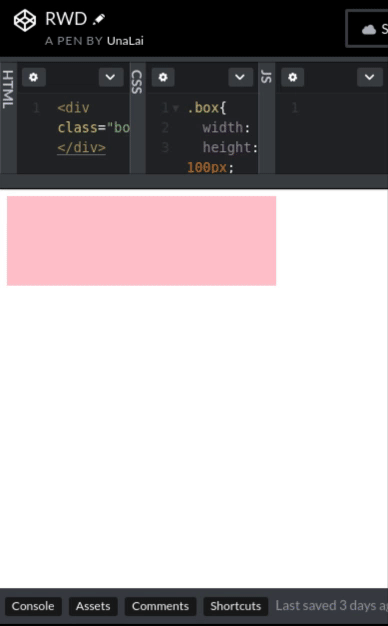 RWD
A PEN BY UnaLai
S
HTML
1 <div
class="bo
</div>
CSS
1 .box{
2 width:
3 height:
100px;
JS
1
Console Assets Comments Shortcuts Last saved 3 days ag